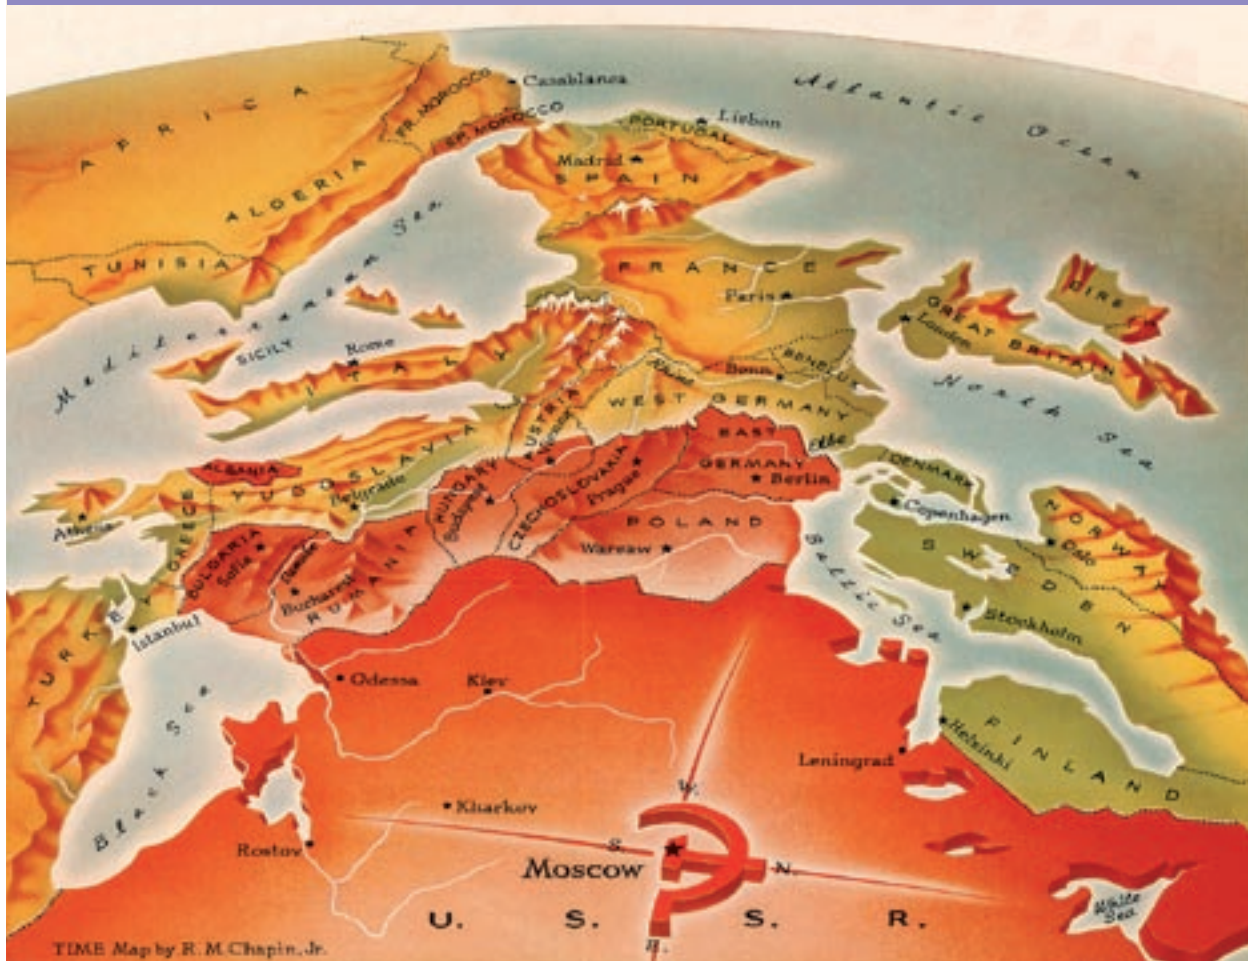 Casablanca
Atlantic Ocean
AFRICA
FR. MOROCCO
SP. MOROCCO
PORTUGAL
Lisbon
Madrid
SPAIN
ALGERIA
TUNISIA
Mediterranean Sea
FRANCE
Paris
EIRE
GREAT BRITAIN
London
SICILY
Rome
ITALY
Rhine
Bonn
BENELUX
North Sea
WEST GERMANY
AUSTRIA
Vienna
Elbe
EAST
GERMANY
Berlin
DENMARK
Copenhagen
ALBANIA
YUGOSLAVIA
Belgrade
HUNGARY
Budapest
CZECHOSLOVAKIA
Prague
POLAND
Warsaw
NORWAY
Oslo
SWEDEN
Stockholm
Baltic Sea
Athens
GREECE
BULGARIA
Sofia
Danube
Bucharest
RUMANIA
TURKEY
Istanbul
Black Sea
Odessa
Kiev
Leningrad
Helsinki
FINLAND
W.
Kharkov
Rostov
S.
Moscow
N.
E.
U. S. S. R.
White
Sea
TIME Map by R. M. Chapin, Jr.